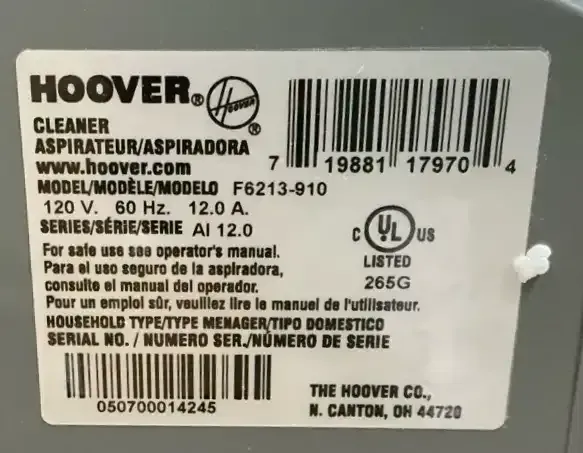 HOOVER® HOOVER ®
CLEANER
ASPIRATEUR/ASPIRADORA
www.hoover.com
7 19881 17970 4
MODEL/MODÈLE/MODELO F6213-910
120 V. 60 Hz. 12.0 A.
SERIES/SÉRIE/SERIE AI 12.0
C UL US
LISTED
265G
For safe use see operator's manual.
Para el uso seguro de la aspiradora,
consulte el manual del operador.
Pour un emploi sûr, veuillez lire le manuel de l'utilisateur.
HOUSEHOLD TYPE/TYPE MENAGER/TIPO DOMESTICO
SERIAL NO. / NUMERO SER./NÚMERO DE SERIE
050700014245
THE HOOVER CO.,
N. CANTON, OH 44720